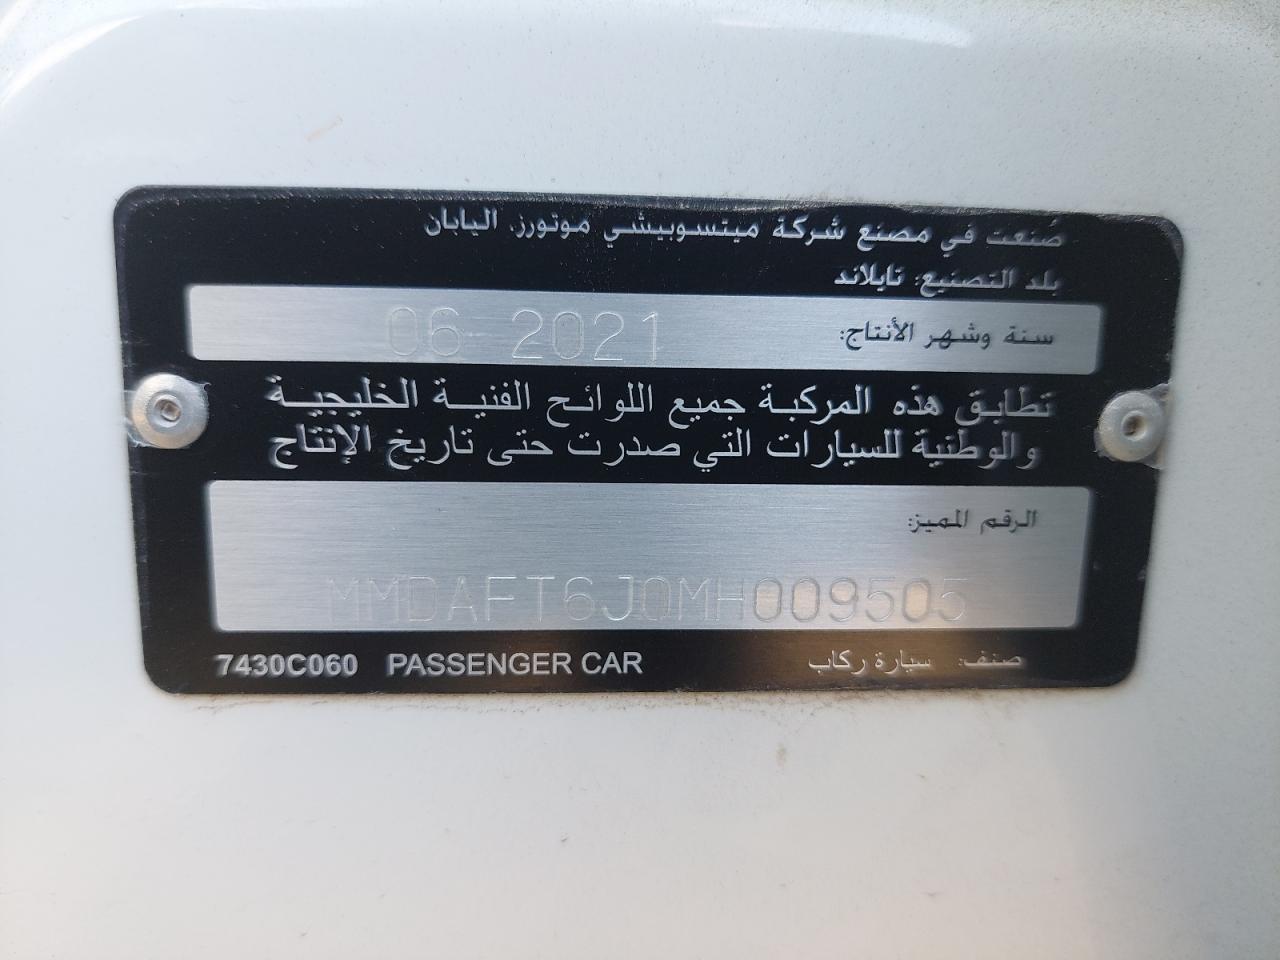 صُنعت في مصنع شركة ميتسوبيشي موتورز. اليابان
بلد التصنيع: تايلاند
سنة وشهر الأنتاج: 06 2021
تطابق هذه المركبة جميع اللوائح الفنية الخليجية
والوطنية للسيارات التي صدرت حتى تاريخ الإنتاج
الرقم المميز:
MMDAFT6J0MH009505
صنف: سيارة ركاب PASSENGER CAR 7430C060